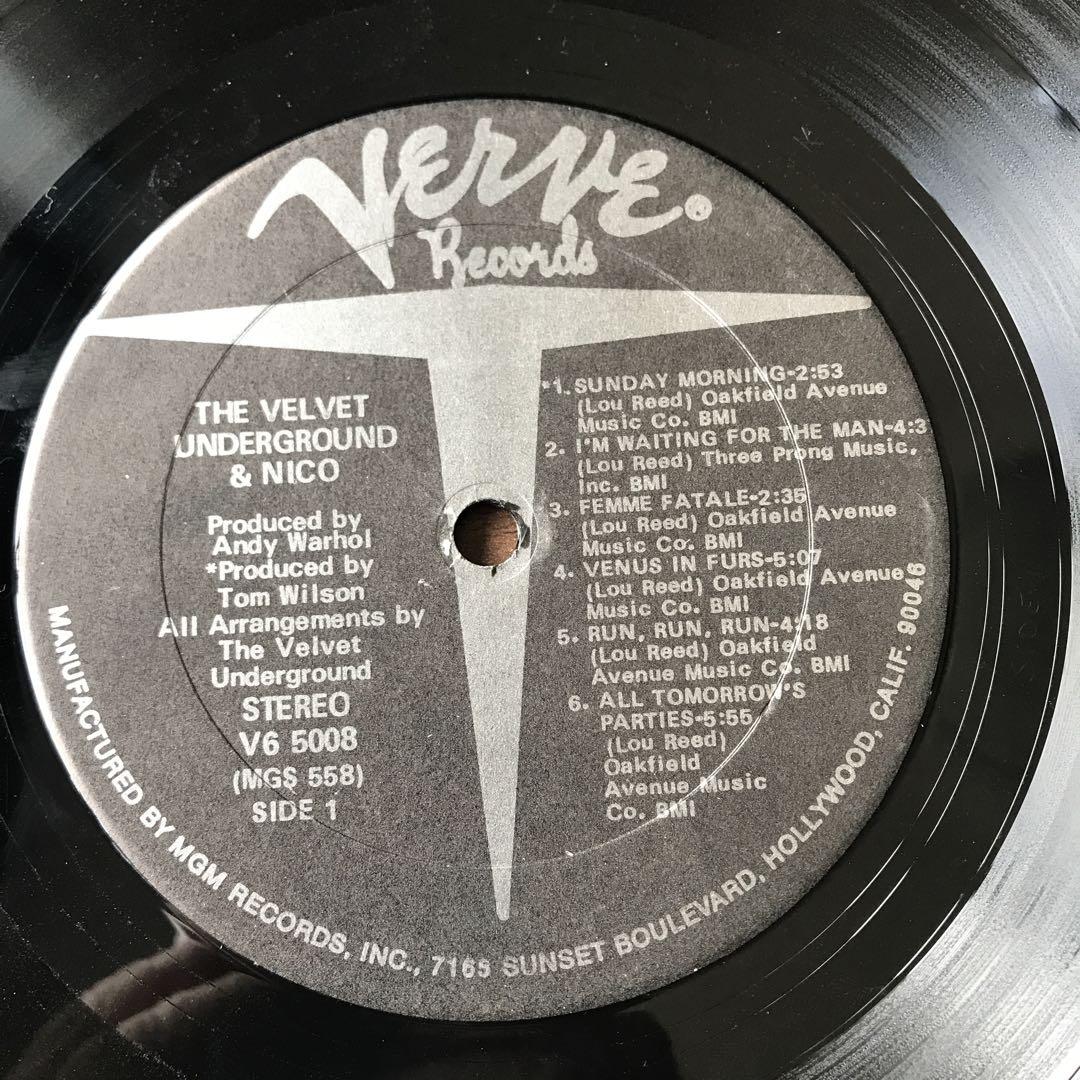 Verve.
Records
THE VELVET
UNDERGROUND
& NICO
Produced by
Andy Warhol
*Produced by
Tom Wilson
All Arrangements by
The Velvet
Underground
STEREO
V6 5008
(MGS 558)
SIDE 1
*1. SUNDAY MORNING-2:53
(Lou Reed) Oakfield Avenue
Music Co. BMI
2. I'M WAITING FOR THE MAN-4:3
(Lou Reed) Three Prong Music,
Inc. BMI
3. FEMME FATALE-2:35
(Lou Reed) Oakfield Avenue
Music Co. BMI
4. VENUS IN FURS-5:07
(Lou Reed) Oakfield Avenue
Music Co. BMI
5. RUN, RUN, RUN-4:18
(Lou Reed) Oakfield
Avenue Music Co. BMI
6. ALL TOMORROW'S
PARTIES-5:55
(Lou Reed)
Oakfield
Avenue Music
Co. BMI
MANUFACTURED BY MGM RECORDS, INC., 7165 SUNSET BOULEVARD, HOLLYWOOD, CALIF. 90046